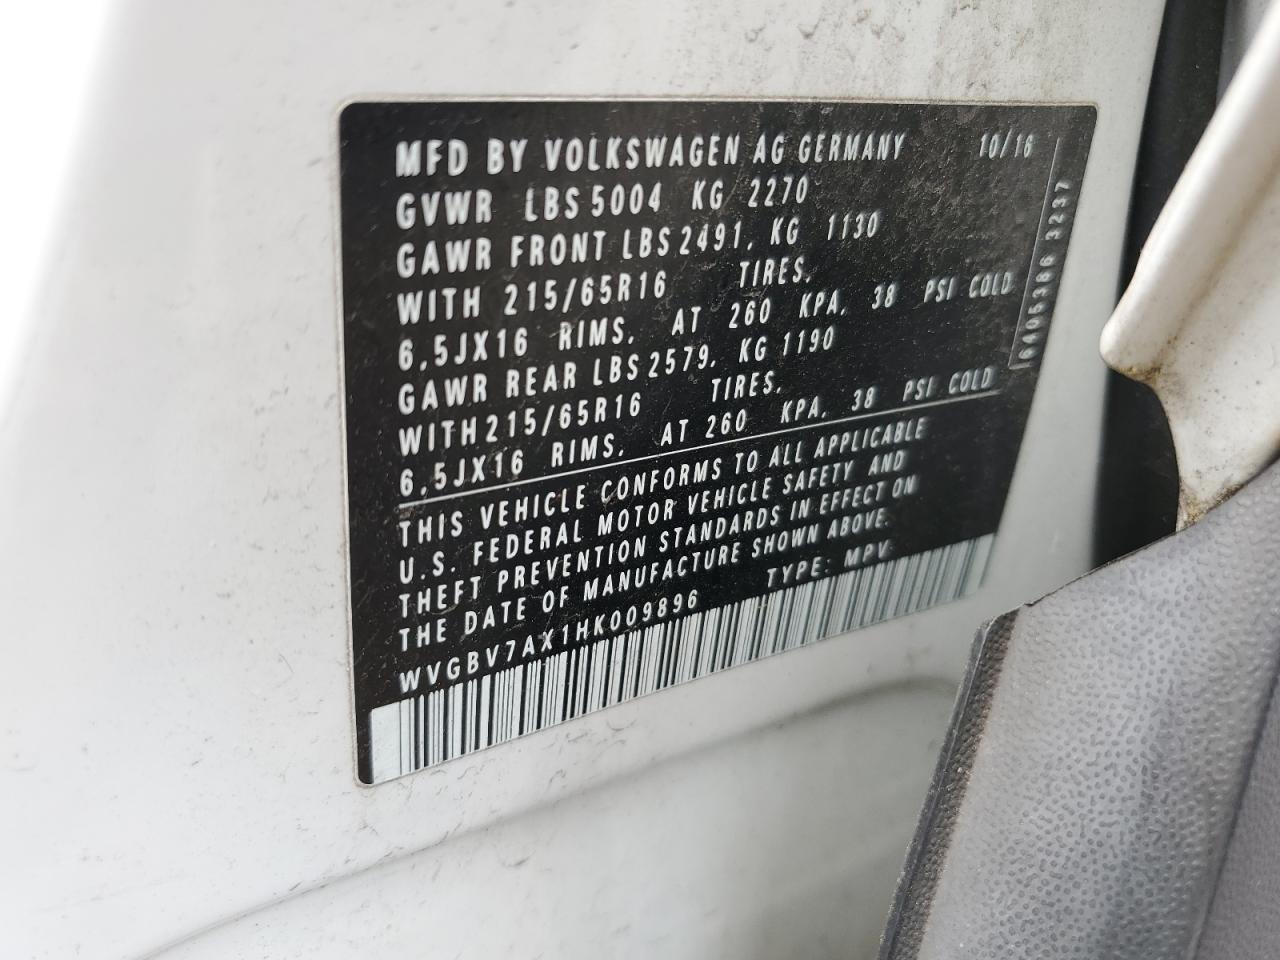 MFD BY VOLKSWAGEN AG GERMANY 10/16
GVWR LBS 5004 KG 2270
GAWR FRONT LBS 2491, KG 1130
WITH 215/65R16 TIRES,
6,5JX16 RIMS, AT 260 KPA, 38 PSI COLD
GAWR REAR LBS 2579, KG 1190
WITH 215/65R16 TIRES,
6,5JX16 RIMS, AT 260 KPA, 38 PSI COLD
THIS VEHICLE CONFORMS TO ALL APPLICABLE
U.S. FEDERAL MOTOR VEHICLE SAFETY AND
THEFT PREVENTION STANDARDS IN EFFECT ON
THE DATE OF MANUFACTURE SHOWN ABOVE.
WVGBV7AX1HK009896 TYPE: MPV
3237